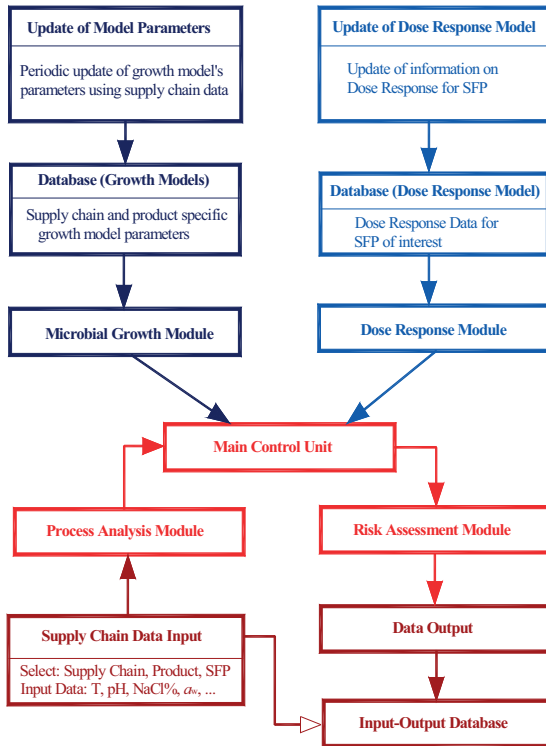 Update of Model Parameters
Periodic update of growth model's
parameters using supply chain data
Update of Dose Response Model
Update of information on
Dose Response for SFP
Database (Growth Models)
Supply chain and product specific
growth model parameters
Database (Dose Response Model)
Dose Response Data for
SFP of interest
Microbial Growth Module
Dose Response Module
Main Control Unit
Process Analysis Module
Risk Assessment Module
Supply Chain Data Input
Select: Supply Chain, Product, SFP
Input Data: T, pH, NaCl%, aw, ...
Data Output
Input-Output Database